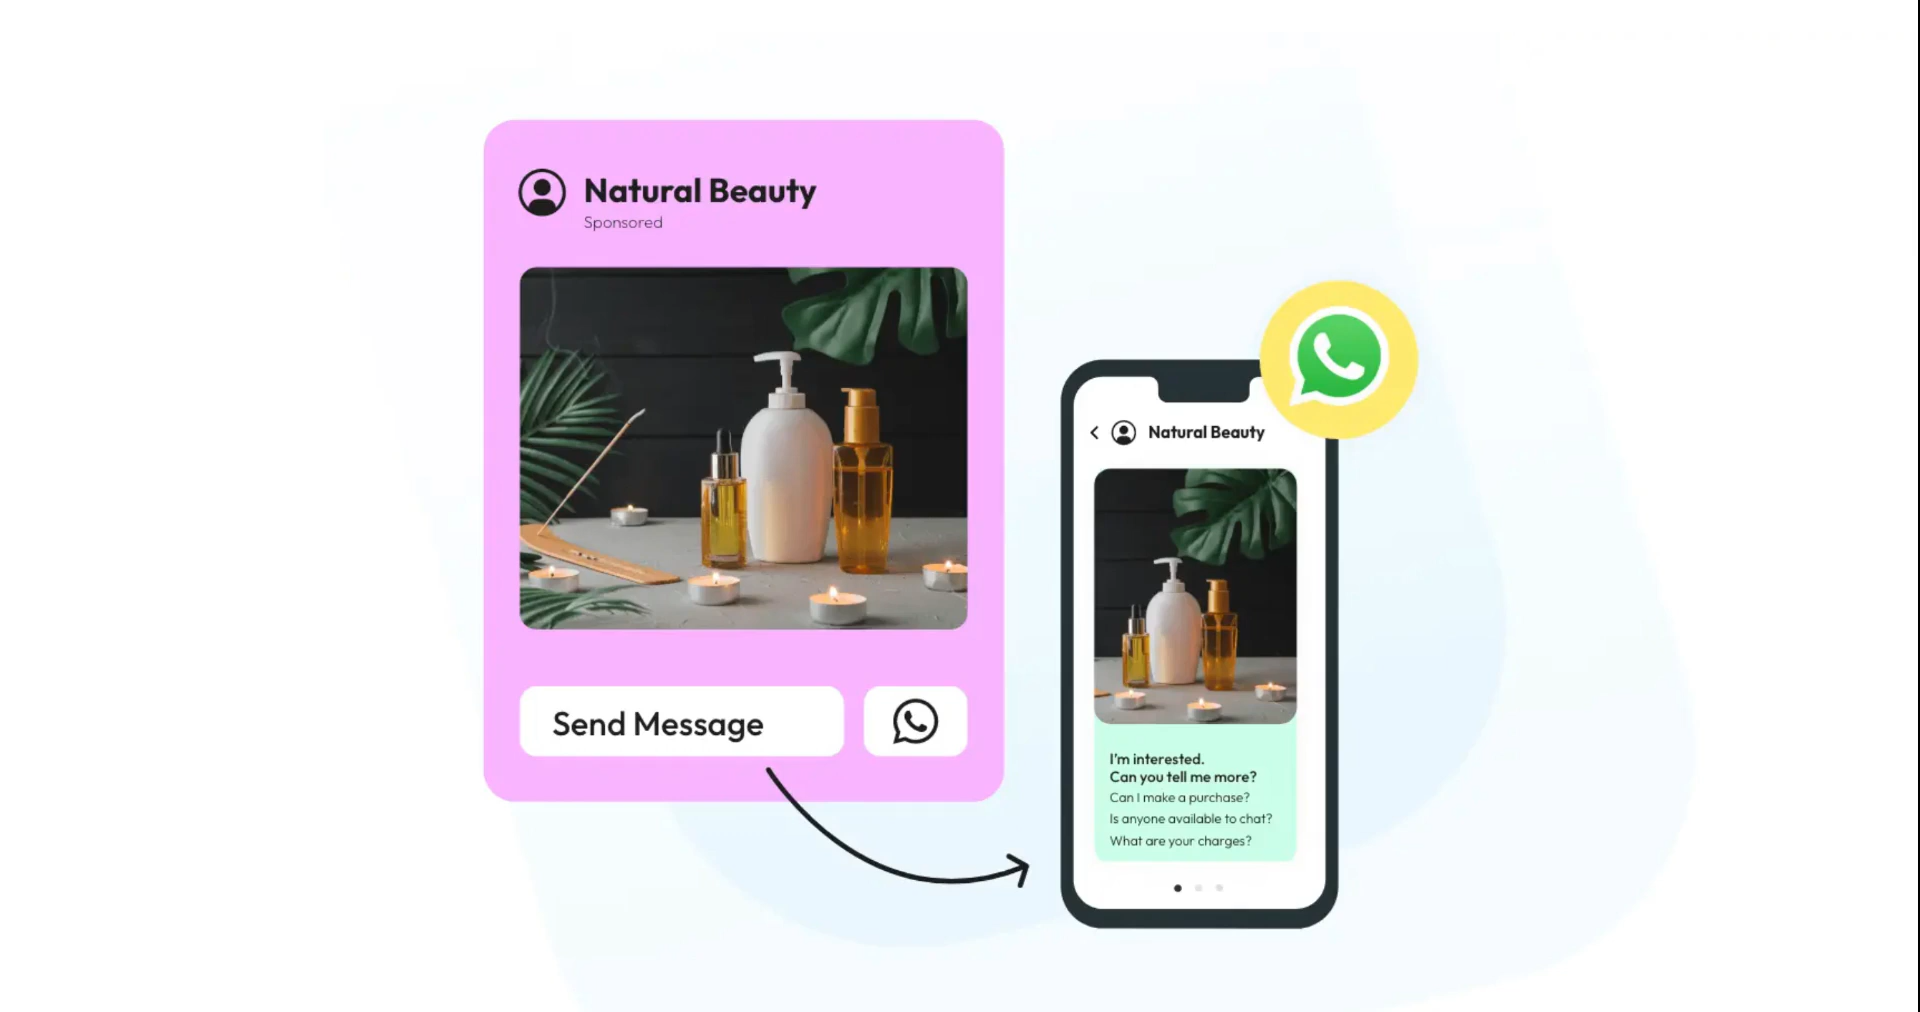 Natural Beauty
Sponsored
Send Message
Natural Beauty
I'm interested.
Can you tell me more?
Can I make a purchase?
Is anyone available to chat?
What are your charges?